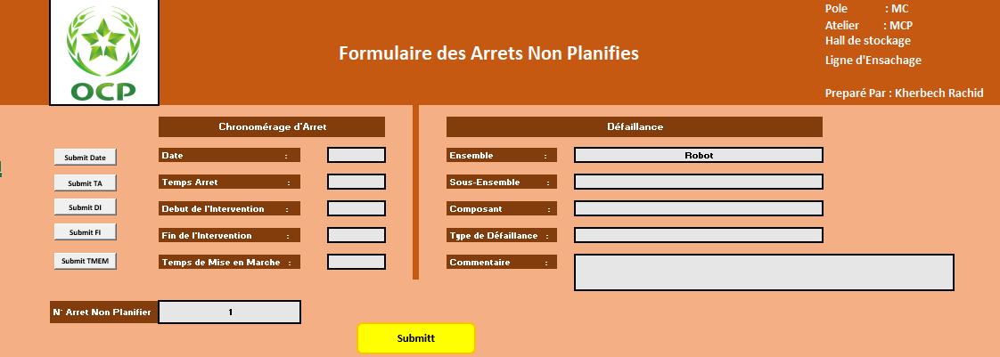 OCP
Formulaire des Arrets Non Planifies
Pole : MC
Atelier : MCP
Hall de stockage
Ligne d'Ensachage
Preparé Par : Kherbech Rachid
Chronomérage d'Arret
Défaillance
Submit Date
Date :
Ensemble :
Robot
Submit TA
Temps Arret :
Sous-Ensemble :
Submit DI
Debut de l'Intervention :
Composant :
Submit FI
Fin de l'Intervention :
Type de Défaillance :
Submit TMEM
Temps de Mise en Marche :
Commentaire :
N° Arret Non Planifier
1
Submitt